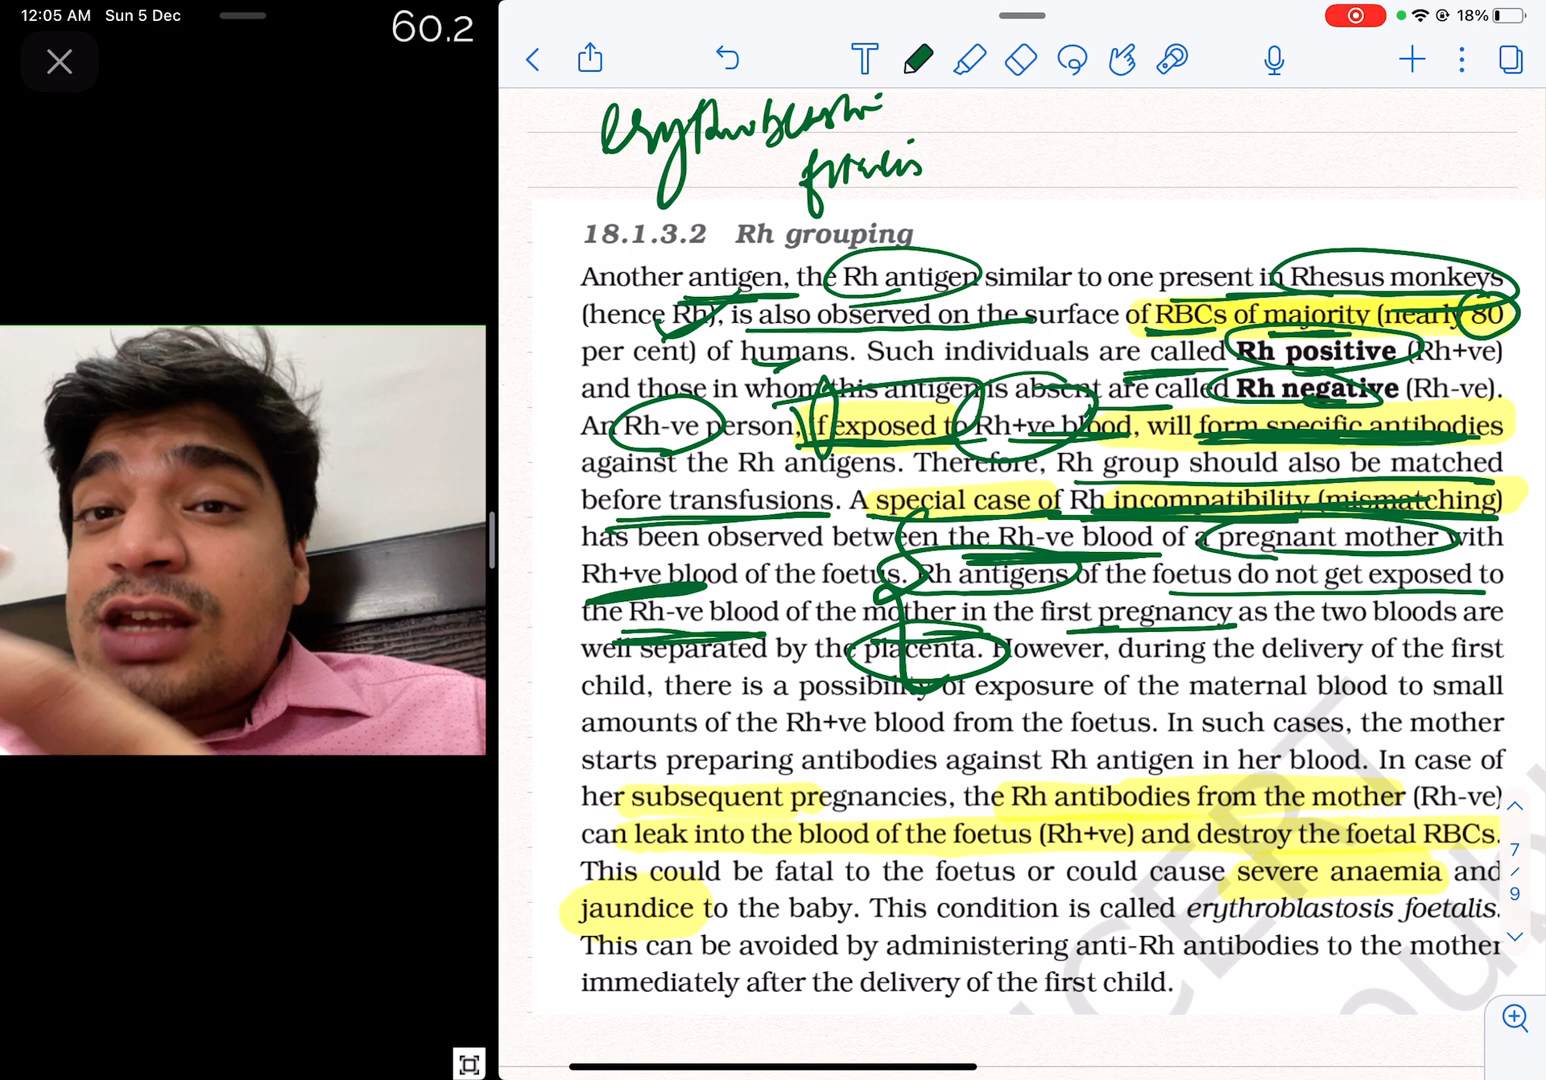 12:05 AM Sun 5 Dec
60.2
18%
18.1.3.2 Rh grouping
Another antigen, the Rh antigen similar to one present in Rhesus monkeys
(hence Rh), is also observed on the surface of RBCs of majority (nearly 80
per cent) of humans. Such individuals are called Rh positive (Rh+ve)
and those in whom this antigen is absent are called Rh negative (Rh-ve).
An Rh-ve person, if exposed to Rh+ve blood, will form specific antibodies
against the Rh antigens. Therefore, Rh group should also be matched
before transfusions. A special case of Rh incompatibility (mismatching)
has been observed between the Rh-ve blood of a pregnant mother with
Rh+ve blood of the foetus. Rh antigens of the foetus do not get exposed to
the Rh-ve blood of the mother in the first pregnancy as the two bloods are
well separated by the placenta. However, during the delivery of the first
child, there is a possibility of exposure of the maternal blood to small
amounts of the Rh+ve blood from the foetus. In such cases, the mother
starts preparing antibodies against Rh antigen in her blood. In case of
her subsequent pregnancies, the Rh antibodies from the mother (Rh-ve)
can leak into the blood of the foetus (Rh+ve) and destroy the foetal RBCs.
This could be fatal to the foetus or could cause severe anaemia and
jaundice to the baby. This condition is called erythroblastosis foetalis.
This can be avoided by administering anti-Rh antibodies to the mother
immediately after the delivery of the first child.
7
/
9